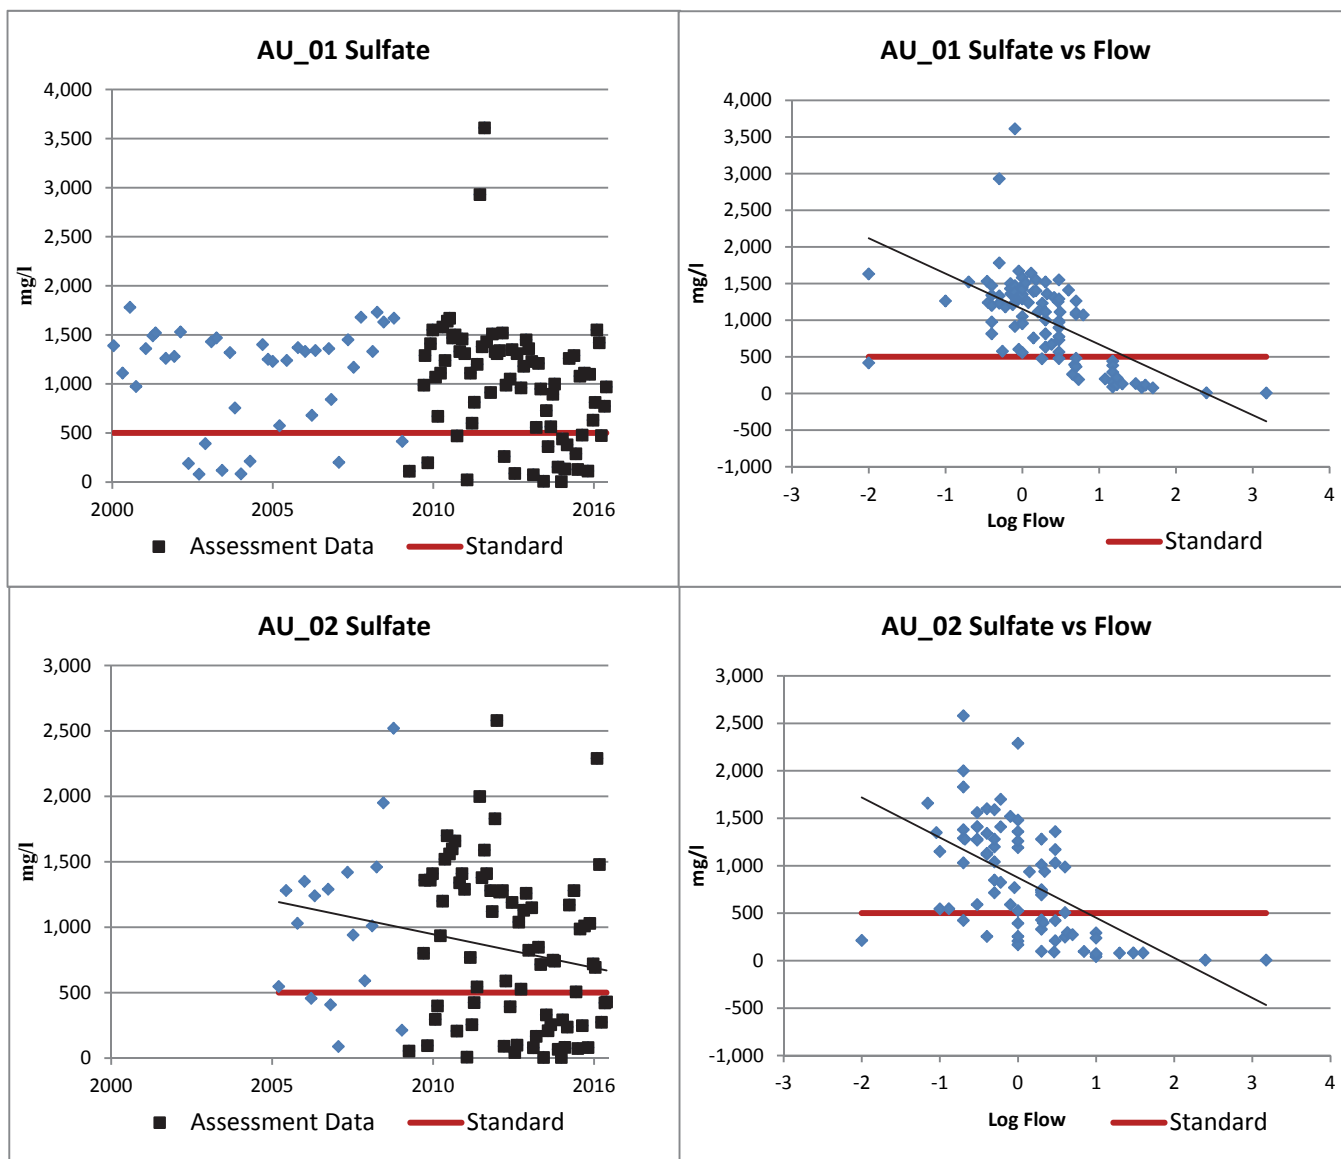 AU_01 Sulfate
4,000
3,500
3,000
2,500
2,000
1,500
1,000
500
0
mg/l
2000 2005 2010 2016
Assessment Data Standard
AU_01 Sulfate vs Flow
4,000
3,500
3,000
2,500
2,000
1,500
1,000
500
0
-500
-1,000
mg/l
-3 -2 -1 0 1 2 3 4
Log Flow
Standard
AU_02 Sulfate
3,000
2,500
2,000
1,500
1,000
500
0
mg/l
2000 2005 2010 2016
Assessment Data Standard
AU_02 Sulfate vs Flow
3,000
2,500
2,000
1,500
1,000
500
0
-500
-1,000
mg/l
-3 -2 -1 0 1 2 3 4
Log Flow
Standard